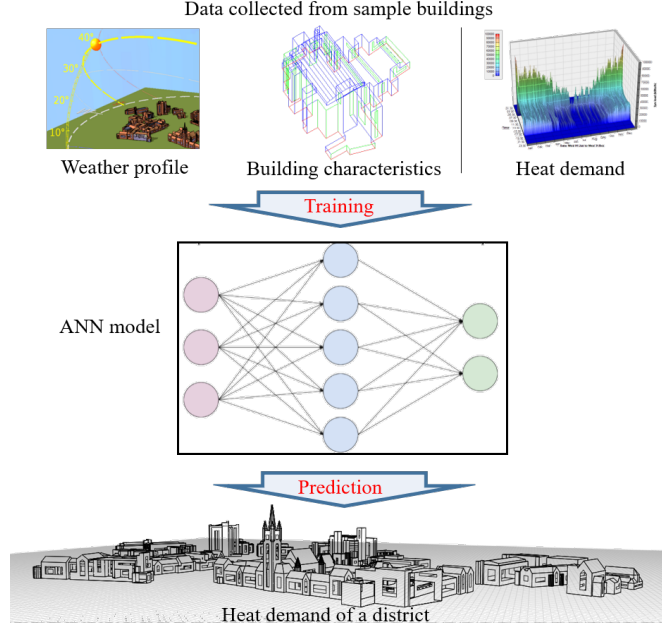 Data collected from sample buildings
40°
30°
20°
10°
Weather profile
Building characteristics
Heat demand
Training
ANN model
Prediction
Heat demand of a district